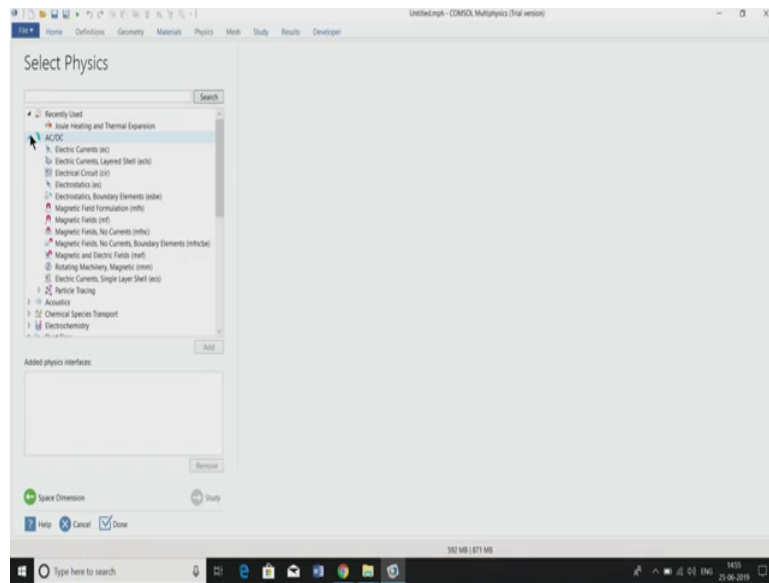 Untitled.mph - COMSOL Multiphysics (Trial version)
File Home Definitions Geometry Materials Physics Mesh Study Results Developer
Select Physics
Search
Recently Used
Joule Heating and Thermal Expansion
AC/DC
Electric Currents (ec)
Electric Currents, Layered Shell (ecls)
Electrical Circuit (cir)
Electrostatics (es)
Electrostatics, Boundary Elements (esbe)
Magnetic Field Formulation (mfh)
Magnetic Fields (mf)
Magnetic Fields, No Currents (mfnc)
Magnetic Fields, No Currents, Boundary Elements (mfncbe)
Magnetic and Electric Fields (mef)
Rotating Machinery, Magnetic (rmm)
Electric Currents, Single Layer Shell (ecs)
Particle Tracing
Acoustics
Chemical Species Transport
Electrochemistry
Add
Added physics interfaces:
Remove
Space Dimension
Study
Help Cancel Done
592 MB | 871 MB
Type here to search
ENG
14:55
25-06-2019